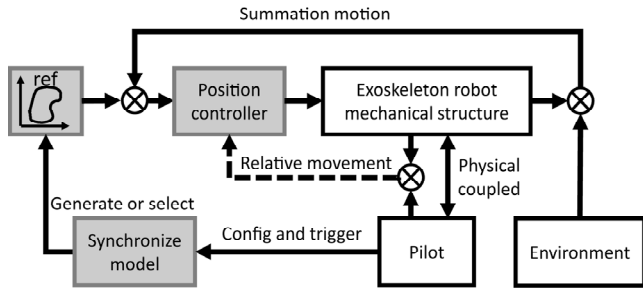 Summation motion
ref
Position
controller
Exoskeleton robot
mechanical structure
Relative movement
Physical
coupled
Generate or select
Synchronize
model
Config and trigger
Pilot
Environment